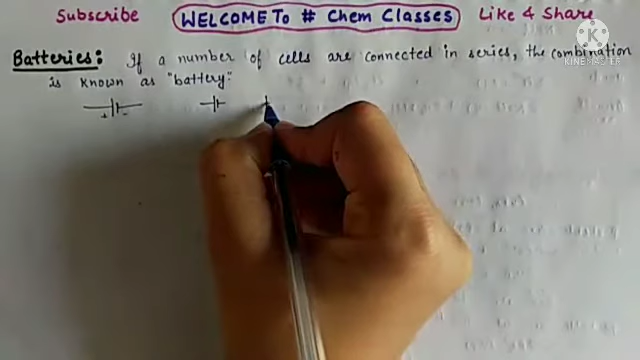 Subscribe WELCOME To # Chem Classes Like & Share
Batteries: If a number of cells are connected in series, the combination
is known as "battery."
+ -
KINEMASTER